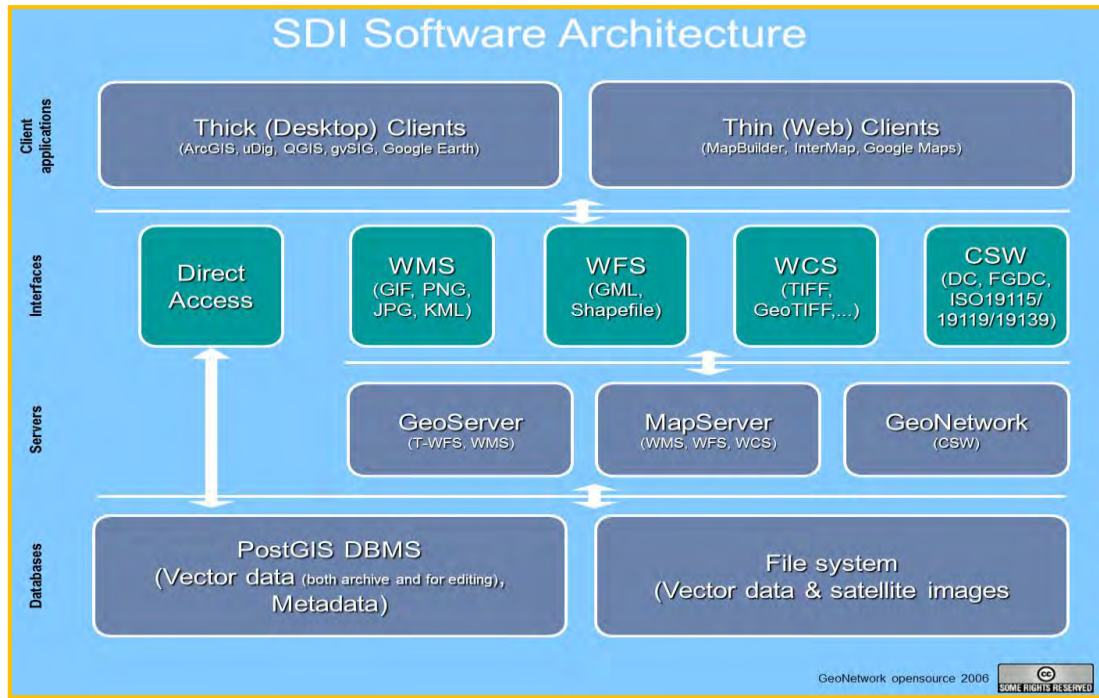 SDI Software Architecture
Client
applications
Thick (Desktop) Clients
(ArcGIS, uDig, QGIS, gvSIG, Google Earth)
Thin (Web) Clients
(MapBuilder, InterMap, Google Maps)
Interfaces
Direct
Access
WMS
(GIF, PNG,
JPG, KML)
WFS
(GML,
Shapefile)
WCS
(TIFF,
GeoTIFF,...)
CSW
(DC, FGDC,
ISO19115/
19119/19139)
Servers
GeoServer
(T-WFS, WMS)
MapServer
(WMS, WFS, WCS)
GeoNetwork
(CSW)
Databases
PostGIS DBMS
(Vector data (both archive and for editing),
Metadata)
File system
(Vector data & satellite images
GeoNetwork opensource 2006
cc
SOME RIGHTS RESERVED